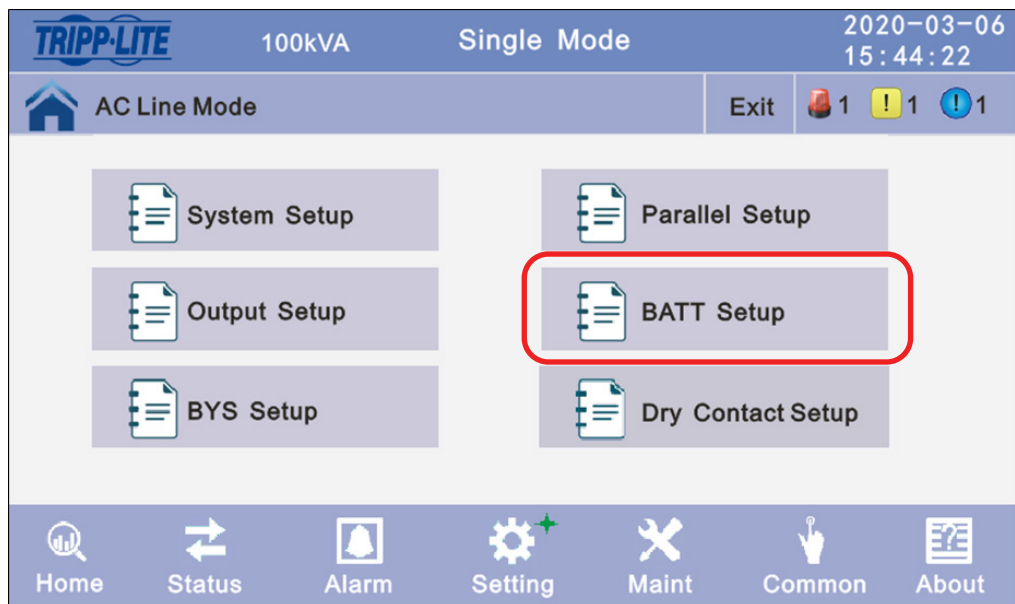 TRIPP·LITE 100kVA Single Mode 2020-03-06
15:44:22
AC Line Mode Exit 1 ! 1 ! 1
System Setup Parallel Setup
Output Setup BATT Setup
BYS Setup Dry Contact Setup
Home Status Alarm Setting Maint Common About